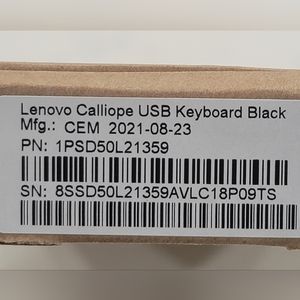 Lenovo Calliope USB Keyboard Black
Mfg.: CEM 2021-08-23
PN: 1PSD50L21359
SN: 8SSD50L21359AVLC18P09TS